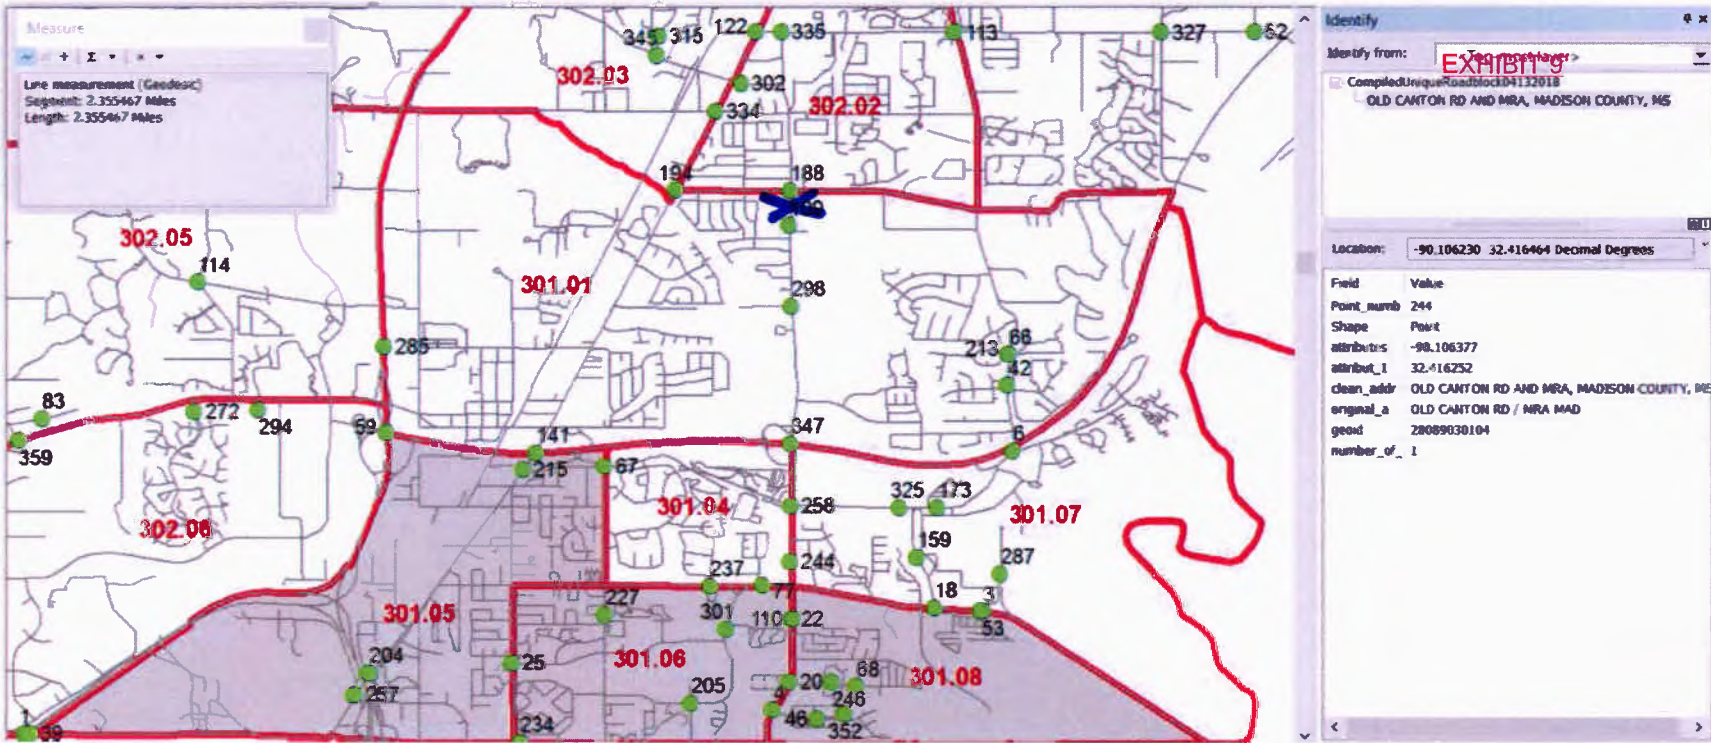 Measure
Line measurement (Geodesic)
Segment: 2.355467 Miles
Length: 2.355467 Miles
Identify
Identify from:
EXHIBIT 9
CompiledUniqueRoadblock04132018
OLD CANTON RD AND MRA, MADISON COUNTY, MS
Location: -90.106230 32.416464 Decimal Degrees
Field Value
Point_numb 244
Shape Point
attributes -90.106377
attribut_1 32.416252
clean_addr OLD CANTON RD AND MRA, MADISON COUNTY, MS
original_a OLD CANTON RD / MRA MAD
geoid 28089030104
number_of_ 1
345 315 122 335 113 327 62
302.03
302
302.02
334
194 188
302.05
114
301.01
298
285
66
213
42
83
272 294
59
359
141
347
6
215 67
301.04
258
325 173
301.07
302.06
159
244
287
237
77
18 3
227
301
110 22
53
301.05
301.06
25
204
257
205
20
68
301.08
4
246
46
352
1
39
234